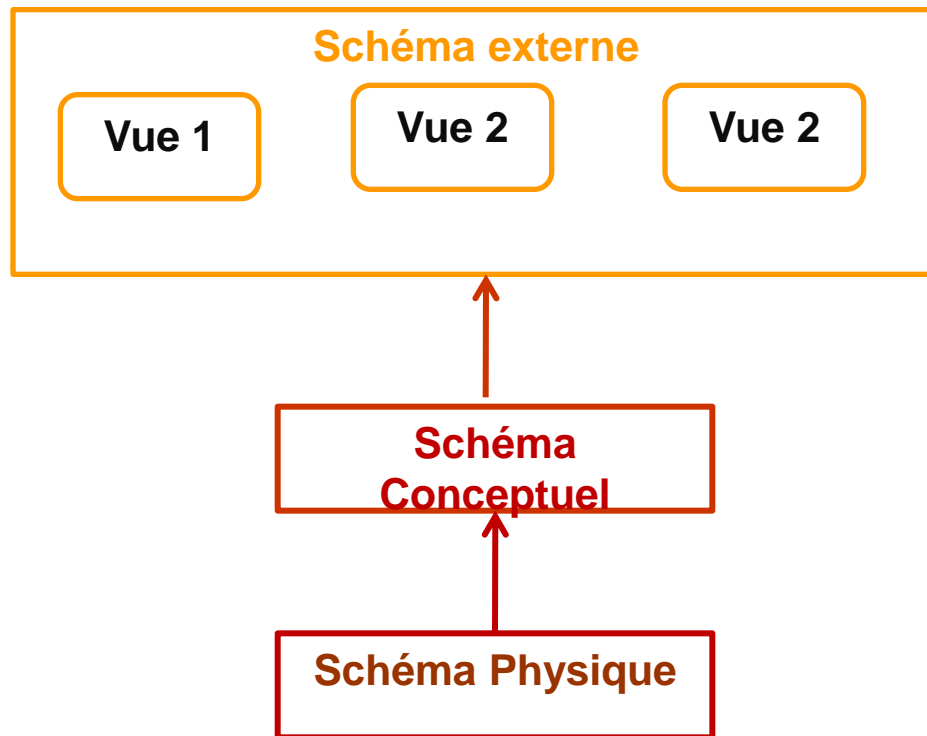 Schéma externe
Vue 1
Vue 2
Vue 2
Schéma
Conceptuel
Schéma Physique